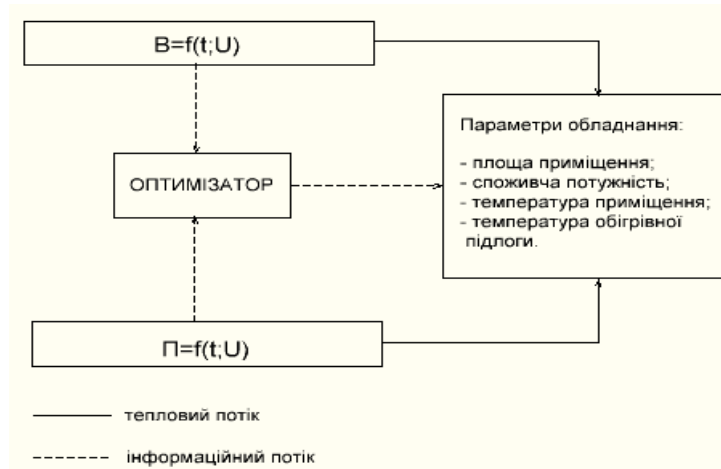 В=f(t;U)
Параметри обладнання:
- площа приміщення;
- споживча потужність;
- температура приміщення;
- температура обігрівної
підлоги.
ОПТИМІЗАТОР
П=f(t;U)
тепловий потік
інформаційний потік